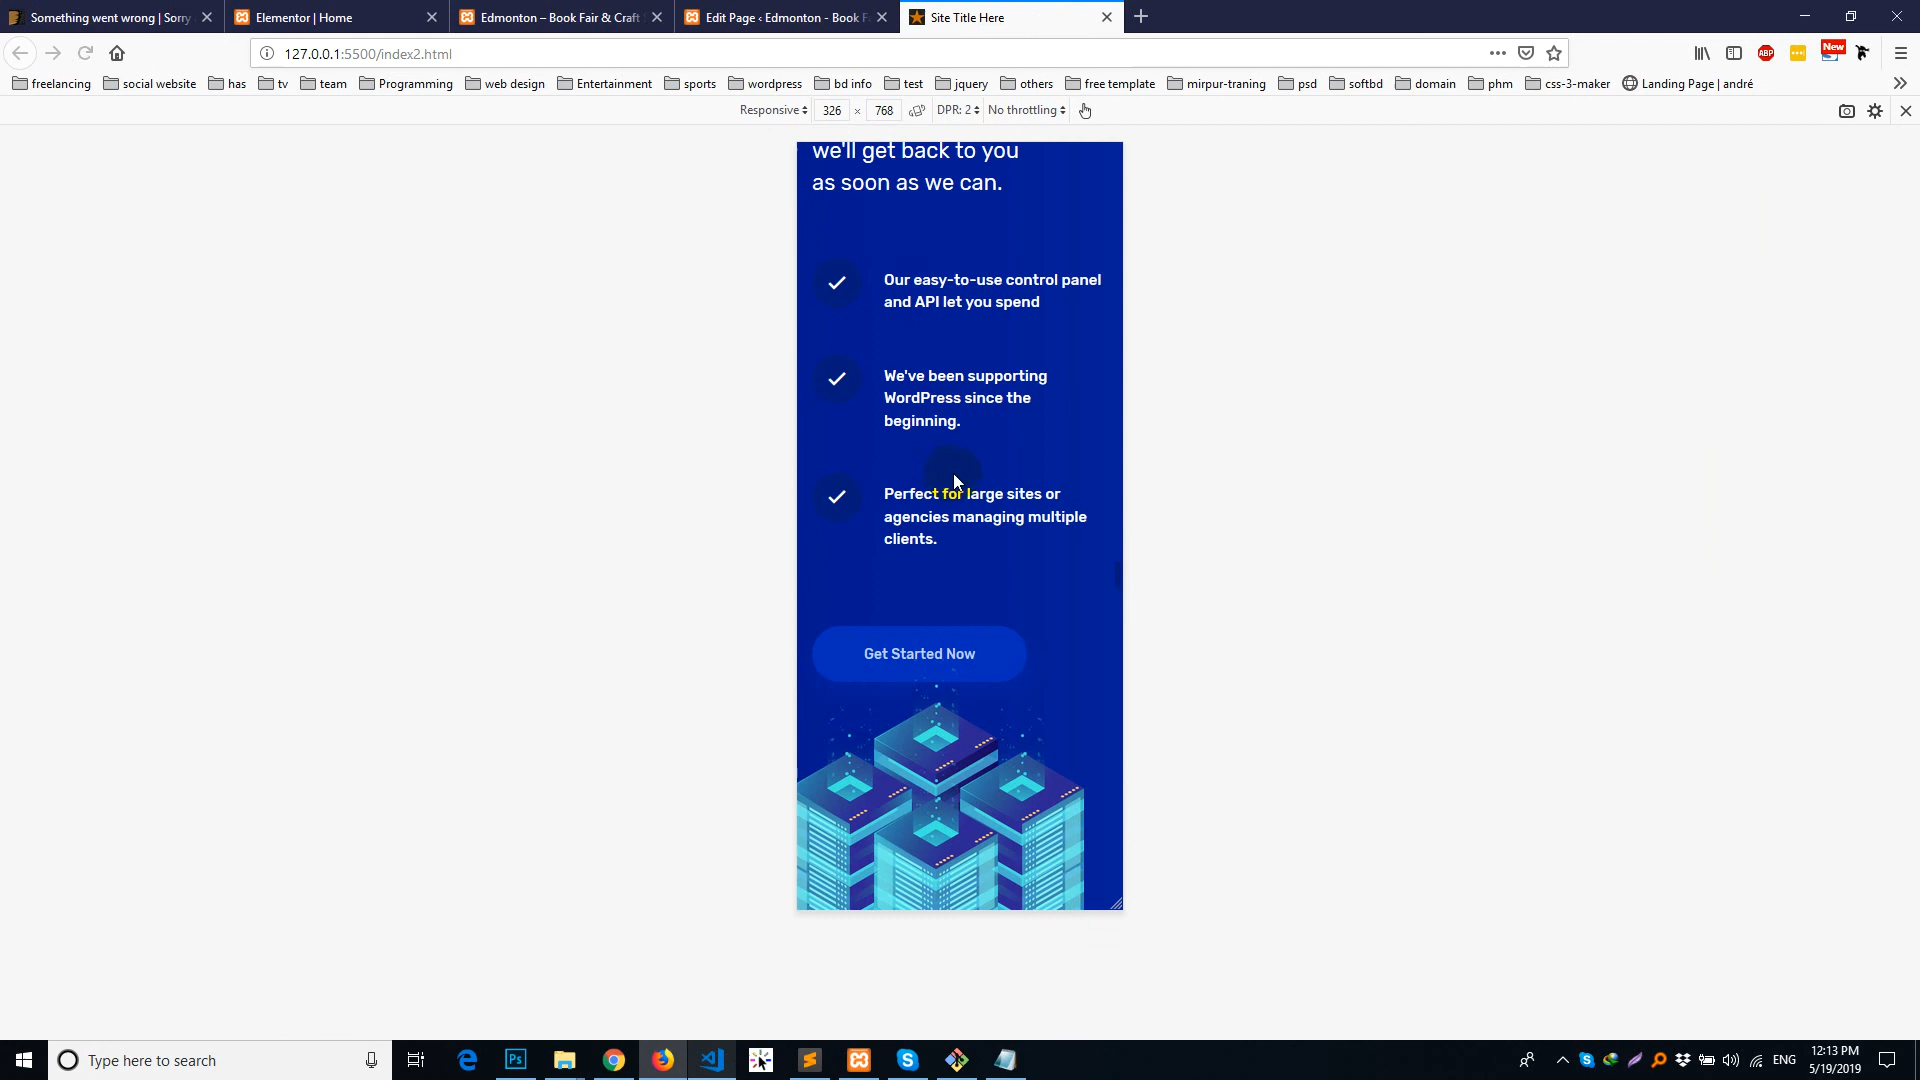 Something went wrong | Sorry
Elementor | Home
Edmonton – Book Fair & Craft
Edit Page ‹ Edmonton - Book F
Site Title Here
127.0.0.1:5500/index2.html
ABP
New
freelancing
social website
has
tv
team
Programming
web design
Entertainment
sports
wordpress
bd info
test
jquery
others
free template
mirpur-traning
psd
softbd
domain
phm
css-3-maker
Landing Page | andré
Responsive
326 × 768
DPR: 2
No throttling
we'll get back to you
as soon as we can.
Our easy-to-use control panel
and API let you spend
We've been supporting
WordPress since the
beginning.
Perfect for large sites or
agencies managing multiple
clients.
Get Started Now
Type here to search
Ps
ENG
12:13 PM
5/19/2019